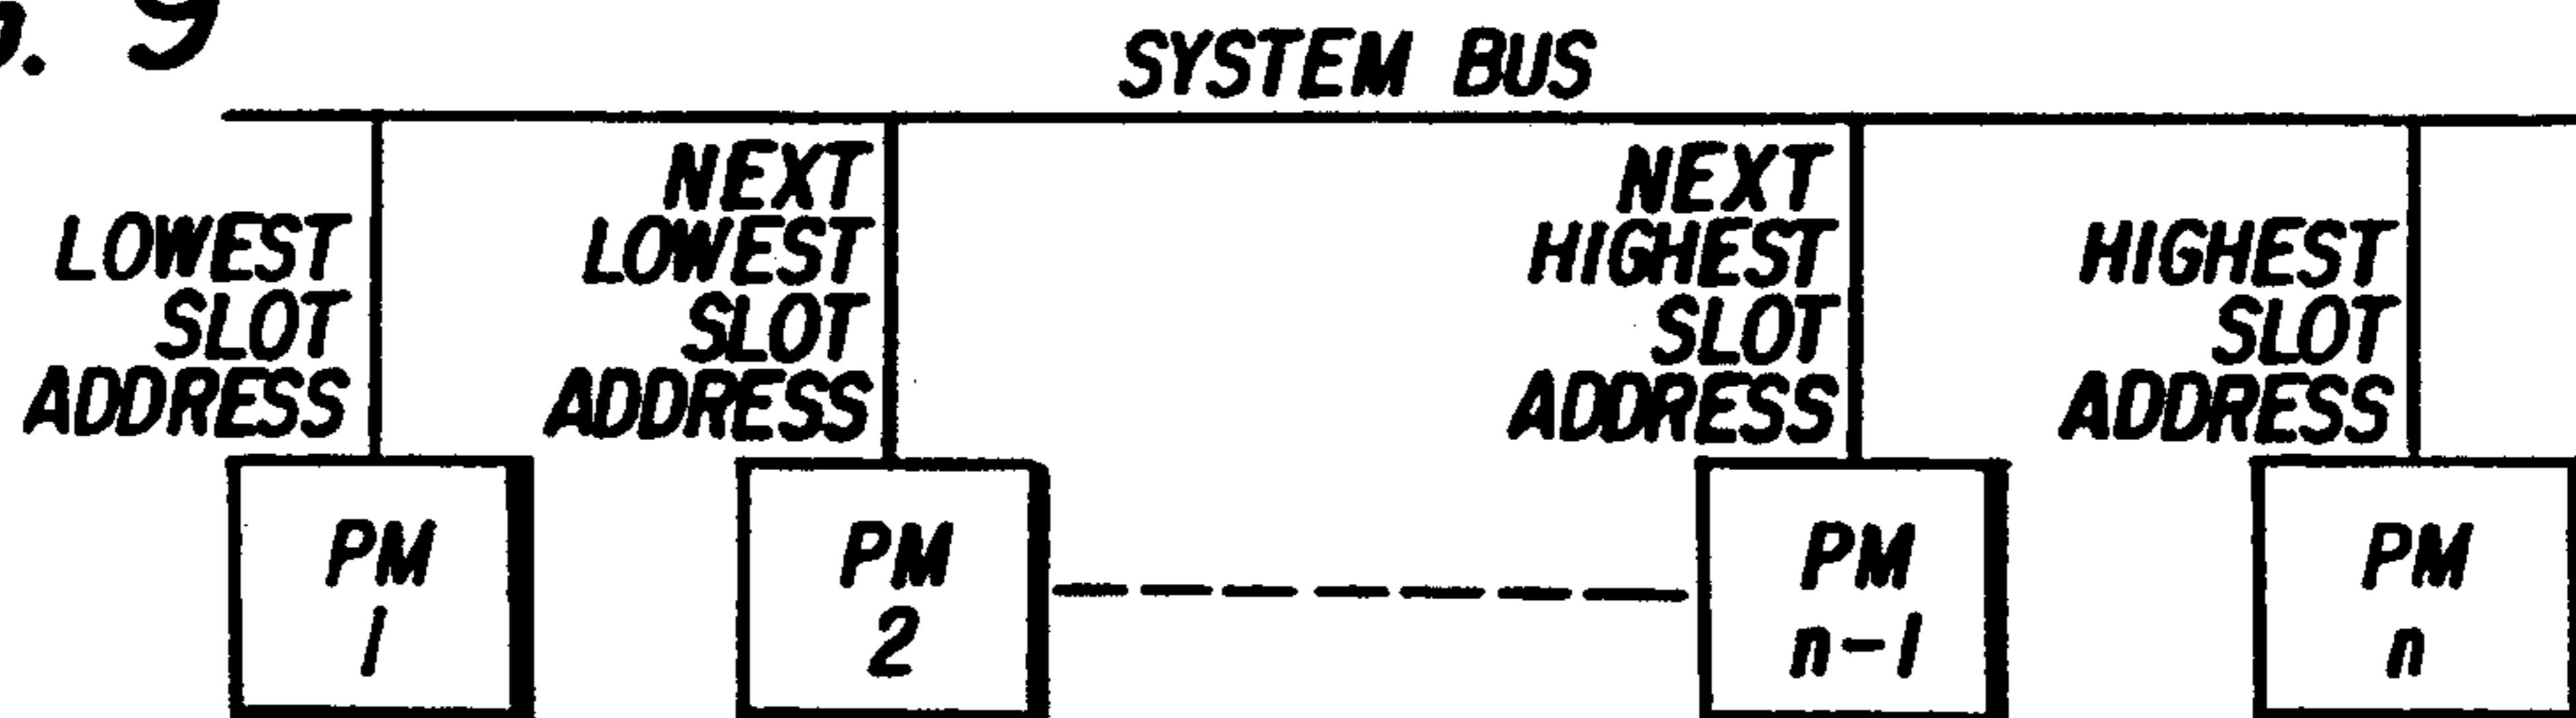 . 9
SYSTEM BUS
LOWEST
SLOT
ADDRESS
NEXT
LOWEST
SLOT
ADDRESS
NEXT
HIGHEST
SLOT
ADDRESS
HIGHEST
SLOT
ADDRESS
PM
1
PM
2
PM
n-1
PM
n